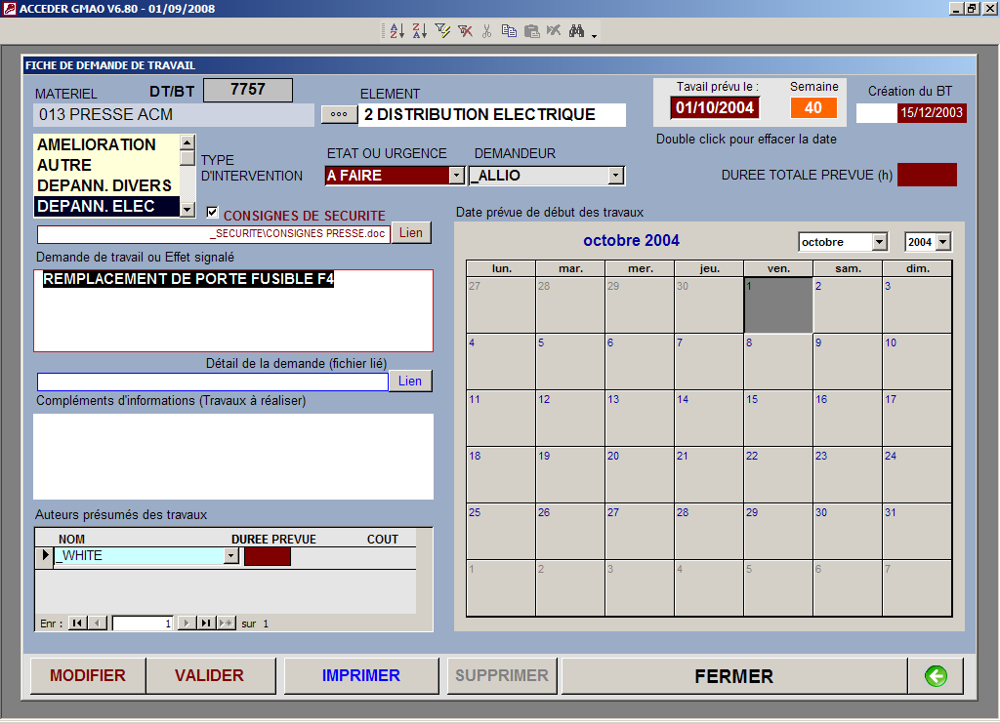 ACCEDER GMAO V6.80 - 01/09/2008
FICHE DE DEMANDE DE TRAVAIL
MATERIEL DT/BT 7757
013 PRESSE ACM
ELEMENT
°°° 2 DISTRIBUTION ELECTRIQUE
Tavail prévu le : Semaine
01/10/2004 40
Double click pour effacer la date
Création du BT
15/12/2003
AMELIORATION
AUTRE
DEPANN. DIVERS
DEPANN. ELEC
TYPE
D'INTERVENTION
ETAT OU URGENCE DEMANDEUR
A FAIRE _ALLIO
DUREE TOTALE PREVUE (h)
CONSIGNES DE SECURITE
_SECURITE\CONSIGNES PRESSE.doc Lien
Demande de travail ou Effet signalé
REMPLACEMENT DE PORTE FUSIBLE F4
Détail de la demande (fichier lié)
Lien
Compléments d'informations (Travaux à réaliser)
Auteurs présumés des travaux
NOM DUREE PREVUE COUT
_WHITE
Enr : 1 sur 1
Date prévue de début des travaux
octobre 2004 octobre 2004
lun. mar. mer. jeu. ven. sam. dim.
27 28 29 30 1 2 3
4 5 6 7 8 9 10
11 12 13 14 15 16 17
18 19 20 21 22 23 24
25 26 27 28 29 30 31
1 2 3 4 5 6 7
MODIFIER VALIDER IMPRIMER SUPPRIMER FERMER